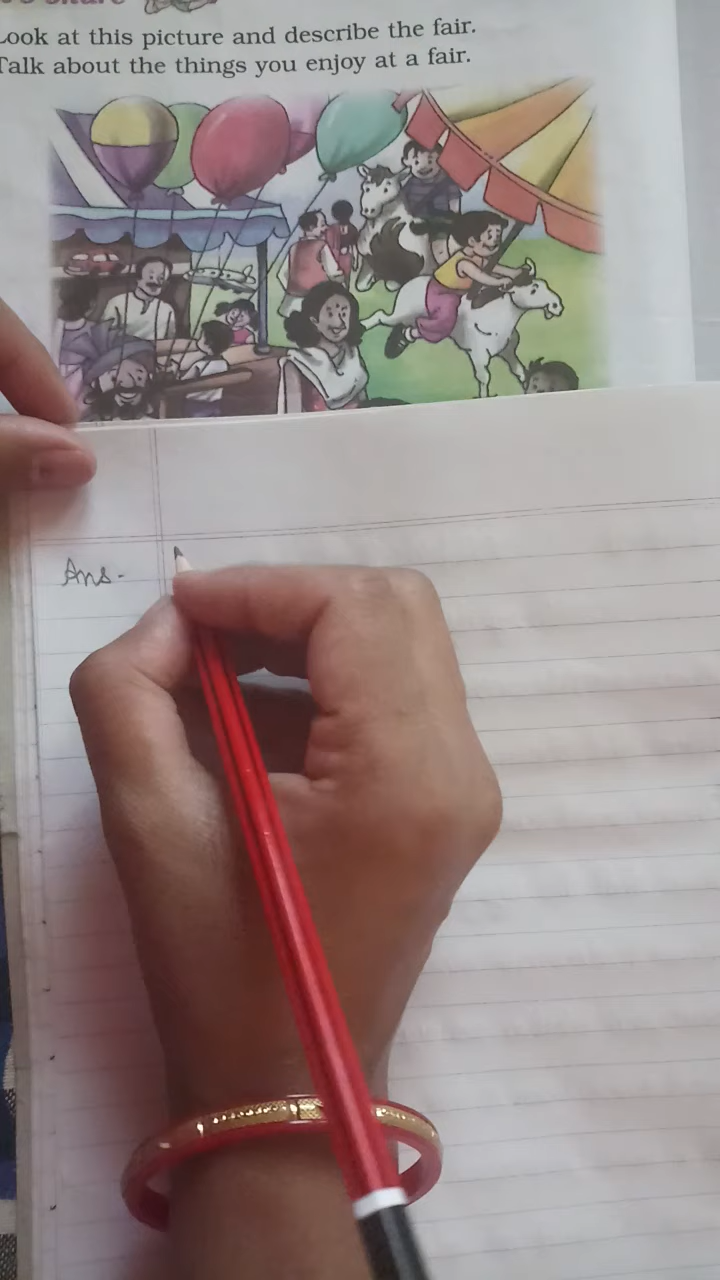 Look at this picture and describe the fair.
Talk about the things you enjoy at a fair.
Ans-